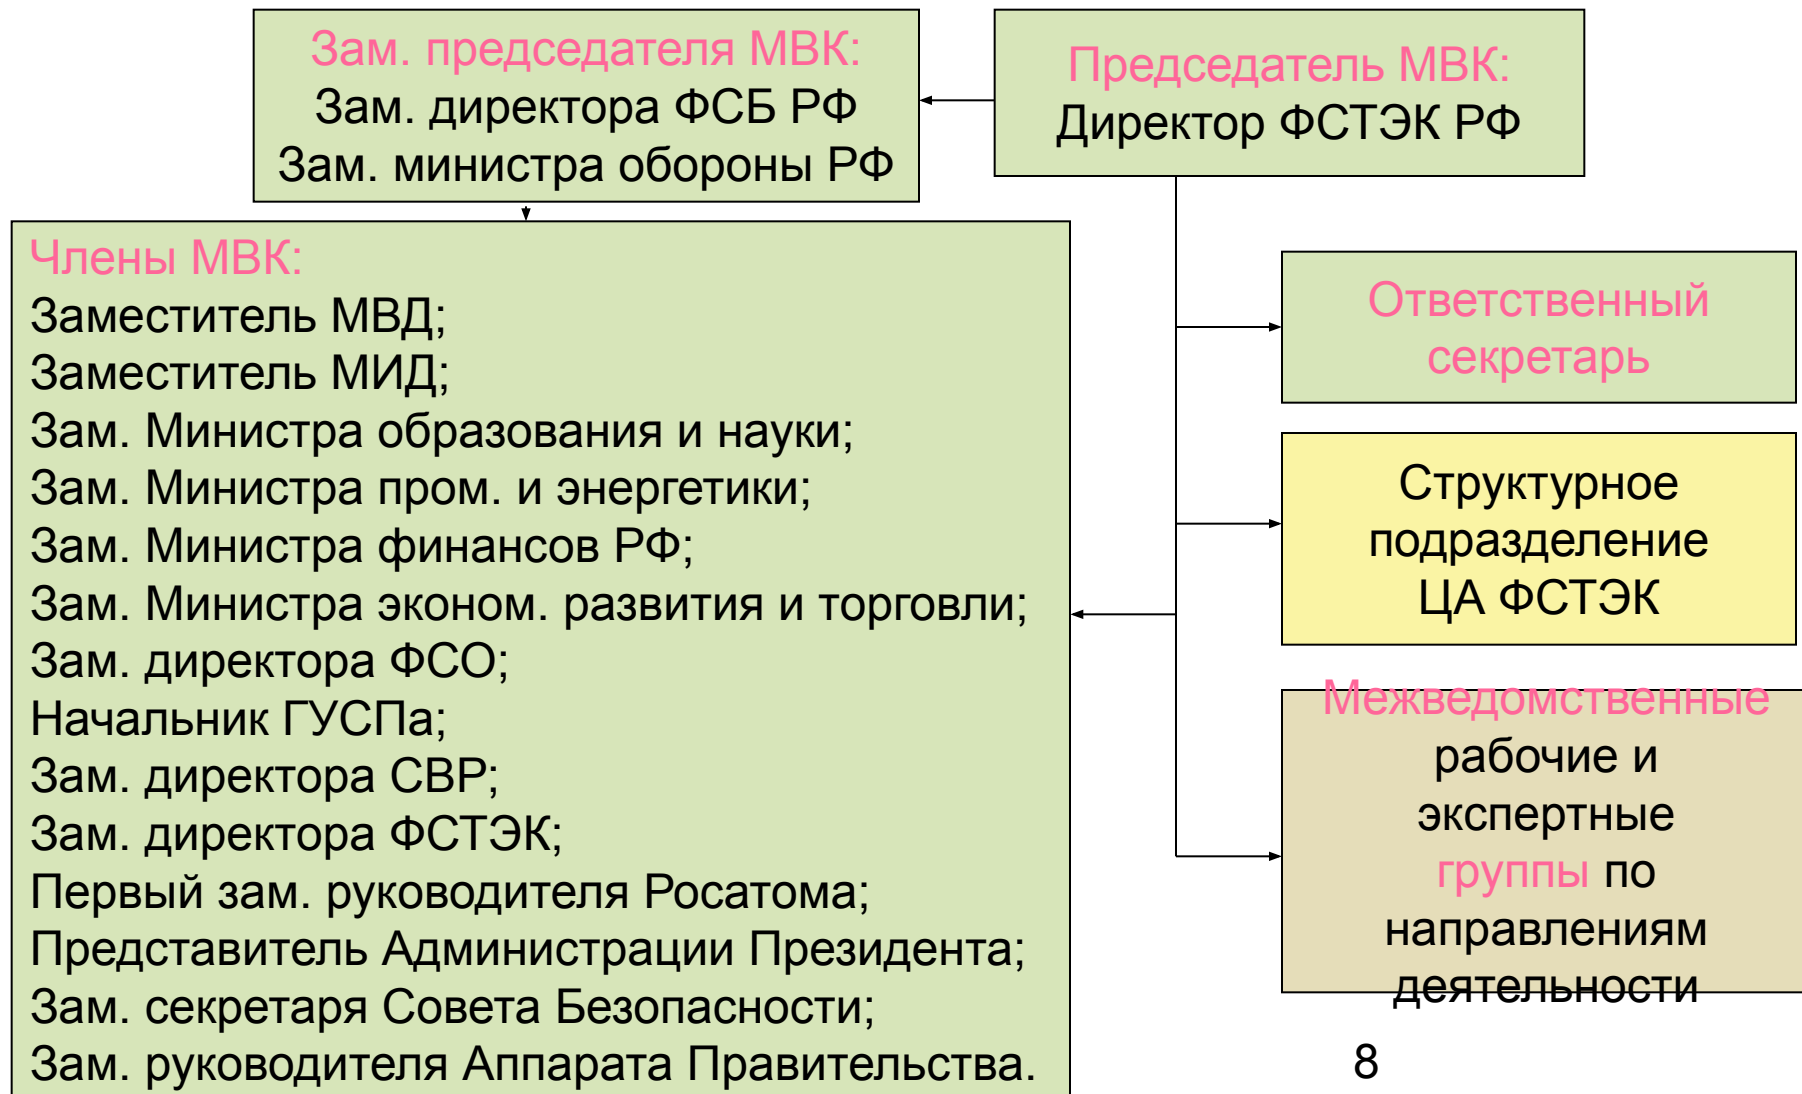 Зам. председателя МВК:
Зам. директора ФСБ РФ
Зам. министра обороны РФ
Председатель МВК:
Директор ФСТЭК РФ
Члены МВК:
Заместитель МВД;
Заместитель МИД;
Зам. Министра образования и науки;
Зам. Министра пром. и энергетики;
Зам. Министра финансов РФ;
Зам. Министра эконом. развития и торговли;
Зам. директора ФСО;
Начальник ГУСПа;
Зам. директора СВР;
Зам. директора ФСТЭК;
Первый зам. руководителя Росатома;
Представитель Администрации Президента;
Зам. секретаря Совета Безопасности;
Зам. руководителя Аппарата Правительства.
Ответственный
секретарь
Структурное
подразделение
ЦА ФСТЭК
Межведомственные
рабочие и
экспертные
группы по
направлениям
деятельности
8